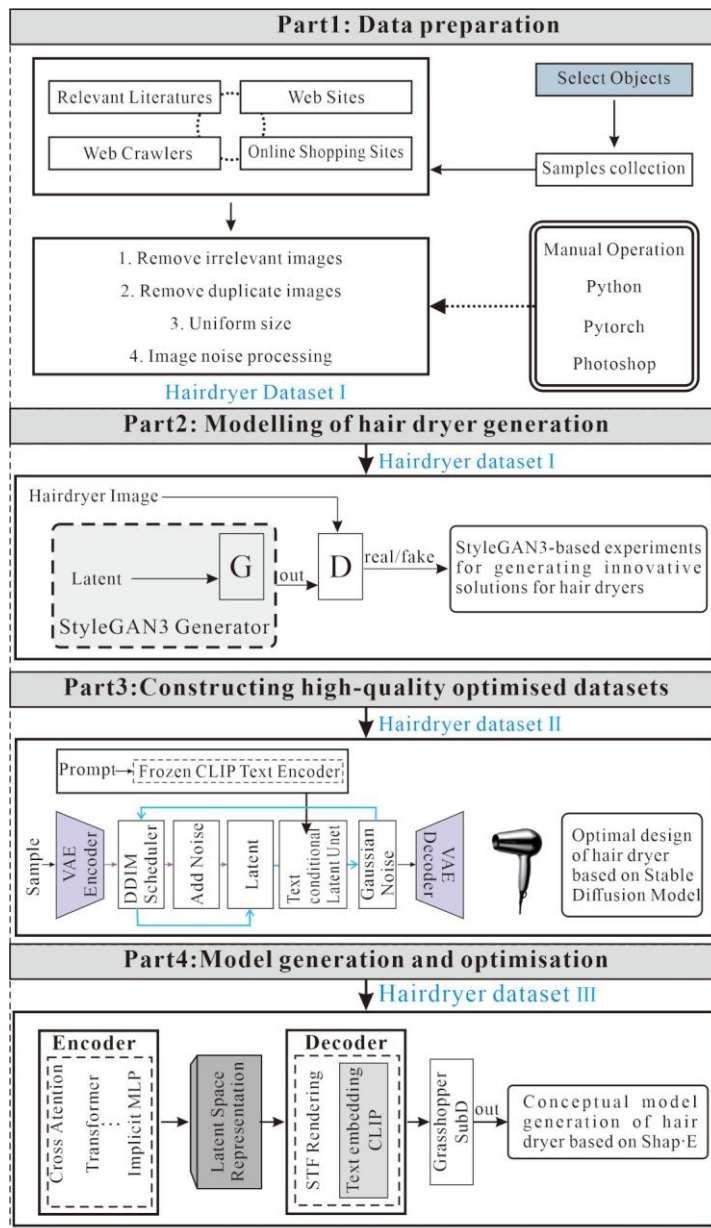 Part1: Data preparation
Relevant Literatures
Web Sites
Web Crawlers
Online Shopping Sites
Select Objects
Samples collection
1. Remove irrelevant images
2. Remove duplicate images
3. Uniform size
4. Image noise processing
Manual Operation
Python
Pytorch
Photoshop
Hairdryer Dataset I
Part2: Modelling of hair dryer generation
Hairdryer dataset I
Hairdryer Image
Latent
G
out
D
real/fake
StyleGAN3 Generator
StyleGAN3-based experiments
for generating innovative
solutions for hair dryers
Part3:Constructing high-quality optimised datasets
Hairdryer dataset II
Prompt
Frozen CLIP Text Encoder
Sample
VAE
Encoder
DDIM
Scheduler
Add Noise
Latent
Text
conditional
Latent Unet
Gaussian
Noise
VAE
Decoder
Optimal design
of hair dryer
based on Stable
Diffusion Model
Part4:Model generation and optimisation
Hairdryer dataset III
Encoder
Cross Atention
Transformer
...
Implicit MLP
Latent Space
Representation
Decoder
STF Rendering
Text embedding
CLIP
Grasshopper
SubD
out
Conceptual model
generation of hair
dryer based on Shap·E